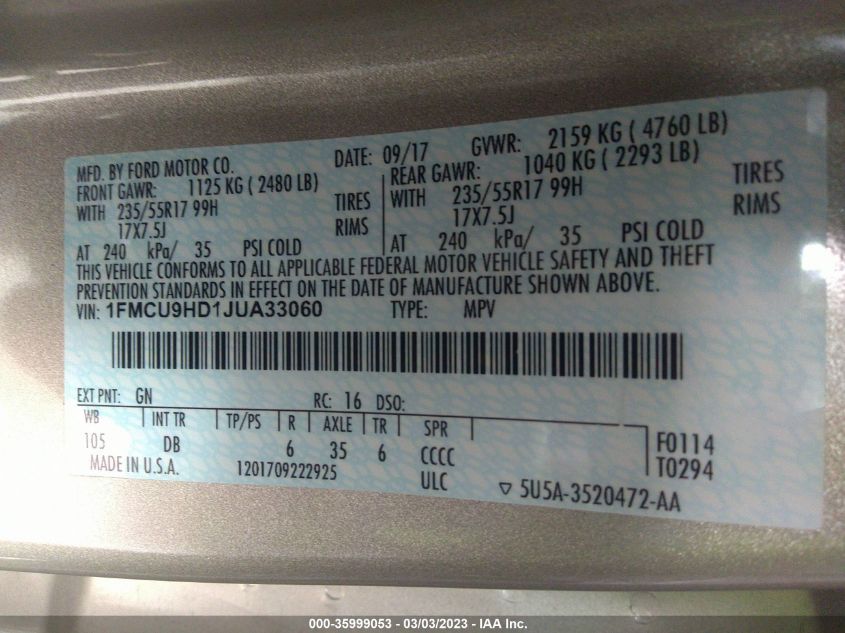 MFD. BY FORD MOTOR CO. DATE: 09/17 GVWR: 2159 KG ( 4760 LB)
FRONT GAWR: 1125 KG ( 2480 LB) REAR GAWR: 1040 KG ( 2293 LB)
WITH 235/55R17 99H TIRES WITH 235/55R17 99H TIRES
17X7.5J RIMS 17X7.5J RIMS
AT 240 kPa/ 35 PSI COLD AT 240 kPa/ 35 PSI COLD
THIS VEHICLE CONFORMS TO ALL APPLICABLE FEDERAL MOTOR VEHICLE SAFETY AND THEFT
PREVENTION STANDARDS IN EFFECT ON THE DATE OF MANUFACTURE SHOWN ABOVE.
VIN: 1FMCU9HD1JUA33060 TYPE: MPV
EXT PNT: GN RC: 16 DSO:
WB INT TR TP/PS R AXLE TR SPR
105 DB 6 35 6 CCCC F0114
MADE IN U.S.A. 1201709222925 ULC T0294
▽ 5U5A-3520472-AA
000-35999053 - 03/03/2023 - IAA Inc.